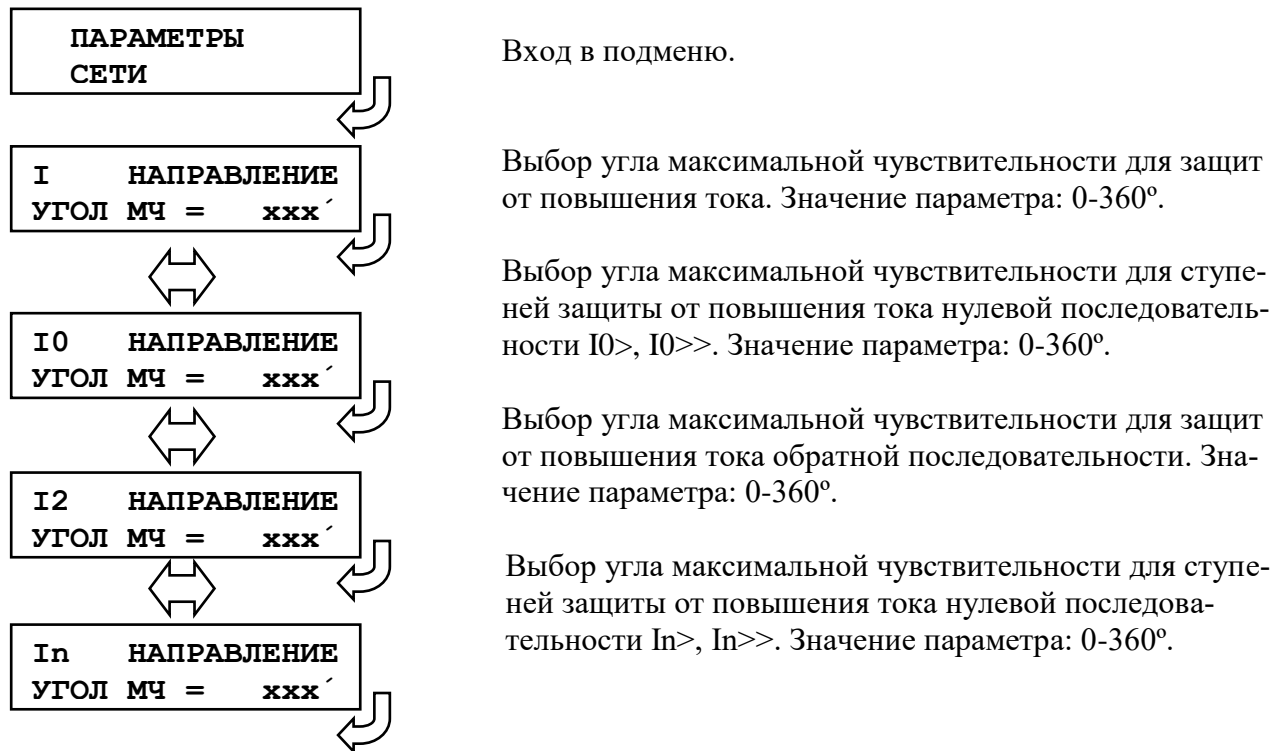 ПАРАМЕТРЫ
СЕТИ
Вход в подменю.
I НАПРАВЛЕНИЕ
УГОЛ МЧ = xxx´
Выбор угла максимальной чувствительности для защит
от повышения тока. Значение параметра: 0-360º.
I0 НАПРАВЛЕНИЕ
УГОЛ МЧ = xxx´
Выбор угла максимальной чувствительности для ступе-
ней защиты от повышения тока нулевой последователь-
ности I0>, I0>>. Значение параметра: 0-360º.
I2 НАПРАВЛЕНИЕ
УГОЛ МЧ = xxx´
Выбор угла максимальной чувствительности для защит
от повышения тока обратной последовательности. Зна-
чение параметра: 0-360º.
In НАПРАВЛЕНИЕ
УГОЛ МЧ = xxx´
Выбор угла максимальной чувствительности для ступе-
ней защиты от повышения тока нулевой последова-
тельности In>, In>>. Значение параметра: 0-360º.